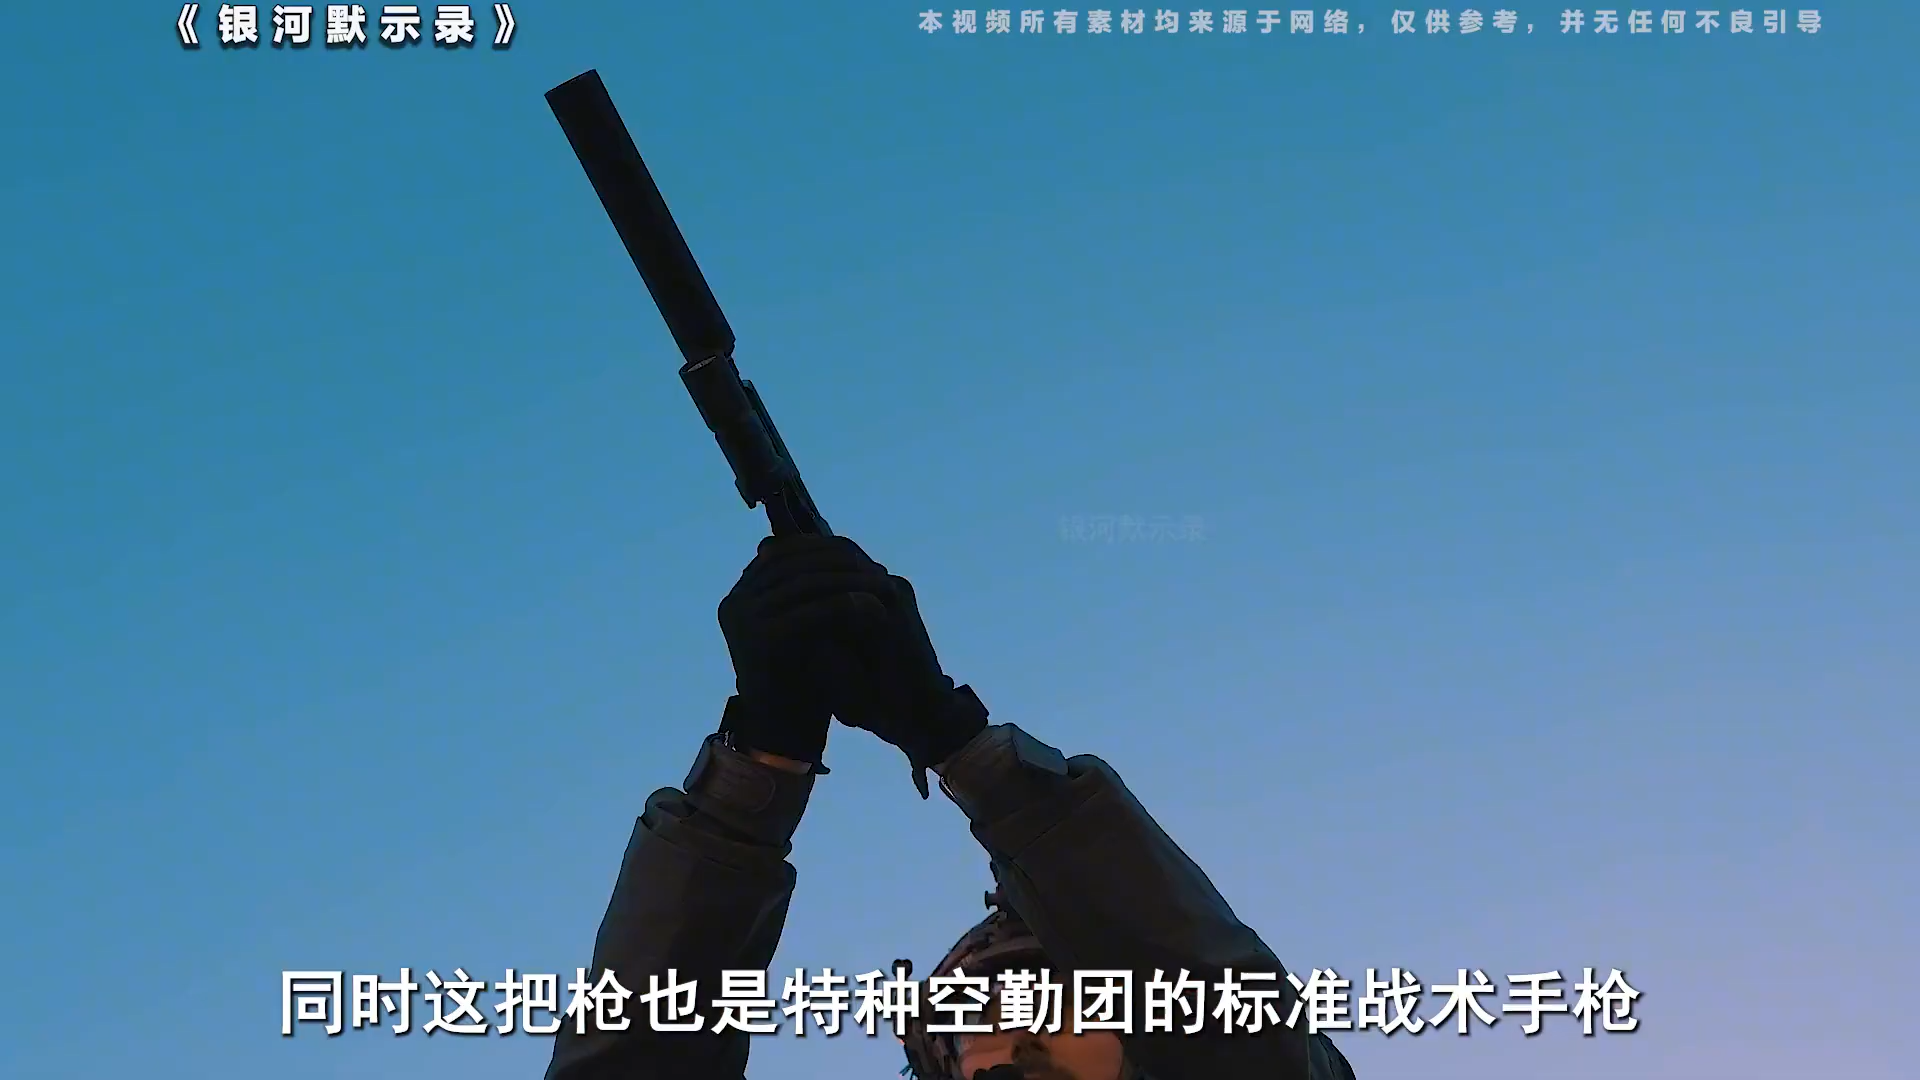 《银河默示录》
本视频所有素材均来源于网络，仅供参考，并无任何不良引导
银河默示录
同时这把枪也是特种空勤团的标准战术手枪